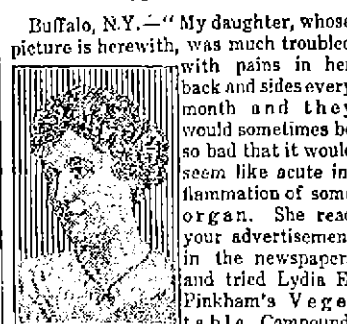 Buffalo, N.Y.—“My daughter, whose
picture is herewith, was much troubled
with pains in her
back and sides every
month and they
would sometimes be
so bad that it would
seem like acute in-
flammation of some
organ. She read
your advertisement
in the newspapers
and tried Lydia E.
Pinkham's Vege-
table Compound.